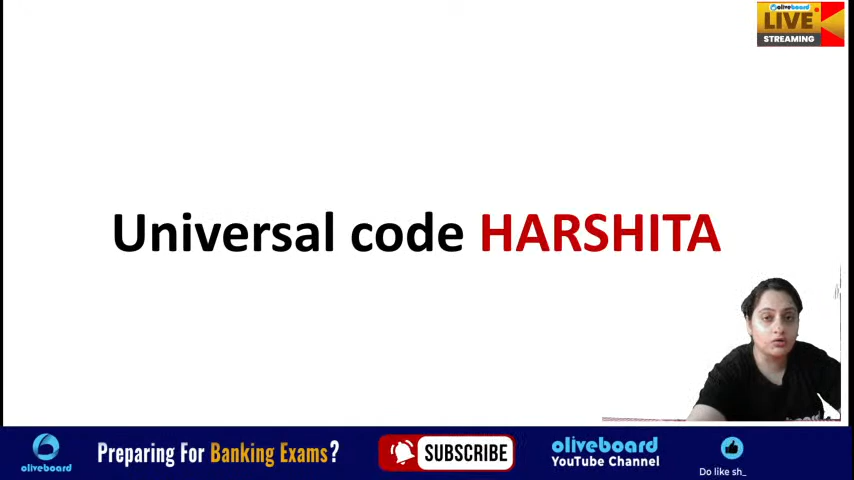 oliveboard
LIVE
STREAMING
Universal code HARSHITA
Preparing For Banking Exams?
SUBSCRIBE
oliveboard
YouTube Channel
oliveboard
Do like sh_